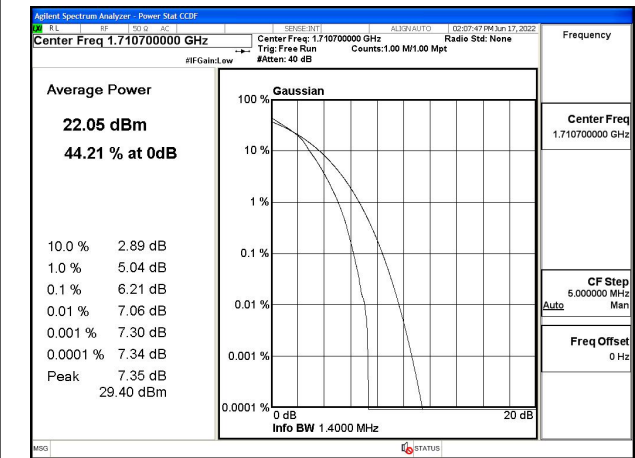 Agilent Spectrum Analyzer - Power Stat CCDF
RL RF 50 Ω AC SENSE:INT ALIGNAUTO 02:07:47 PM Jun 17, 2022
Center Freq 1.710700000 GHz
Center Freq: 1.710700000 GHz Radio Std: None
Trig: Free Run Counts:1.00 M/1.00 Mpt
#IFGain:Low #Atten: 40 dB
Frequency
Average Power
22.05 dBm
44.21 % at 0dB
10.0 % 2.89 dB
1.0 % 5.04 dB
0.1 % 6.21 dB
0.01 % 7.06 dB
0.001 % 7.30 dB
0.0001 % 7.34 dB
Peak 7.35 dB
29.40 dBm
Gaussian
100 %
10 %
1 %
0.1 %
0.01 %
0.001 %
0.0001 %
0 dB 20 dB
Info BW 1.4000 MHz
Center Freq
1.710700000 GHz
CF Step
5.000000 MHz
Auto Man
Freq Offset
0 Hz
MSG STATUS